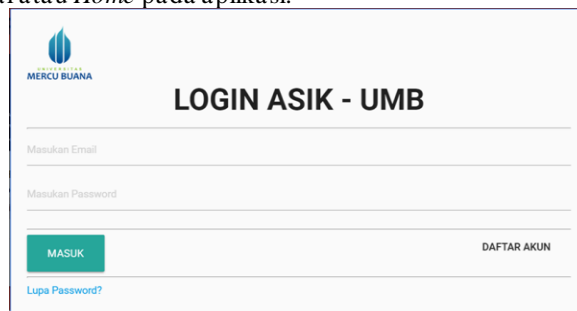 atau Home pada aplikasi.
UNIVERSITAS
MERCU BUANA
LOGIN ASIK - UMB
Masukan Email
Masukan Password
MASUK
DAFTAR AKUN
Lupa Password?